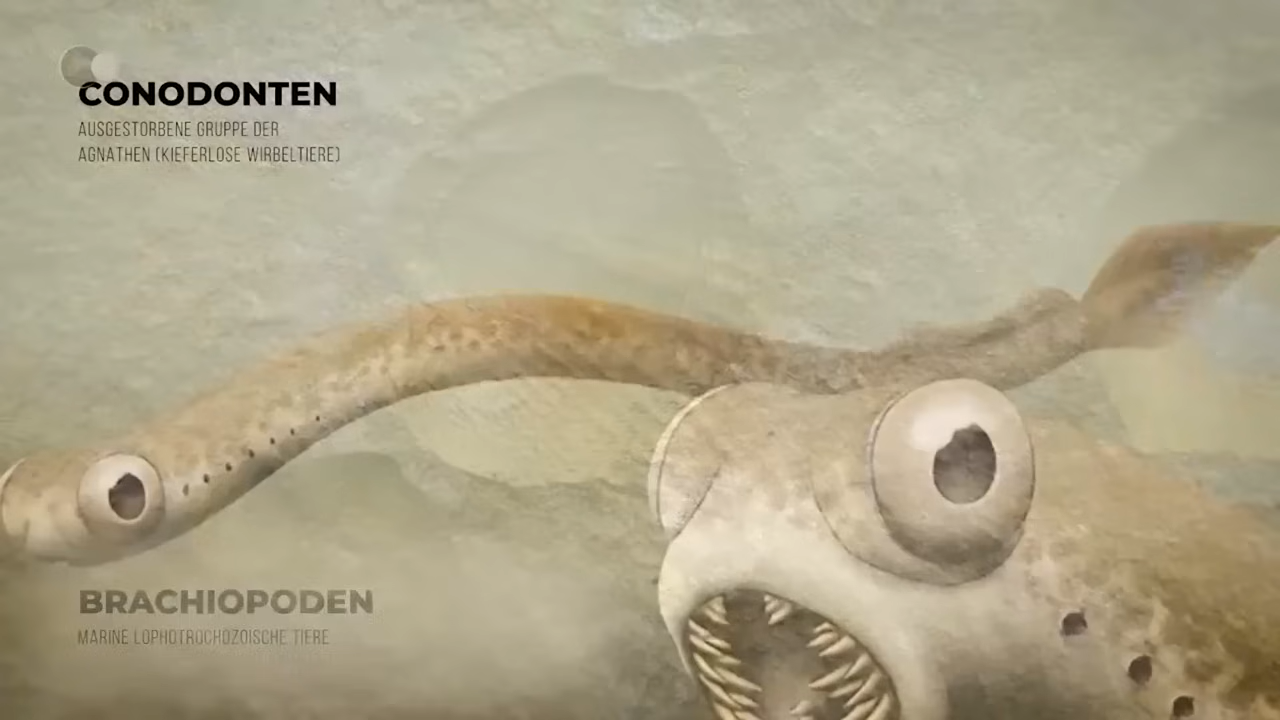 CONODONTEN
AUSGESTORBENE GRUPPE DER
AGNATHEN (KIEFERLOSE WIRBELTIERE)
BRACHIOPODEN
MARINE LOPHOTROCHOZOISCHE TIERE